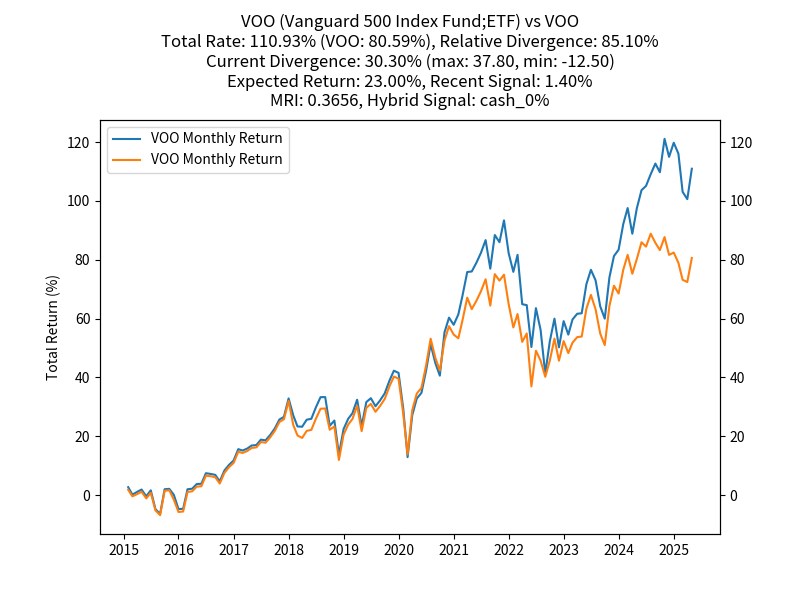 VOO (Vanguard 500 Index Fund;ETF) vs VOO
Total Rate: 110.93% (VOO: 80.59%), Relative Divergence: 85.10%
Current Divergence: 30.30% (max: 37.80, min: -12.50)
Expected Return: 23.00%, Recent Signal: 1.40%
MRI: 0.3656, Hybrid Signal: cash_0%
VOO Monthly Return
VOO Monthly Return
Total Return (%)
120
100
80
60
40
20
0
120
100
80
60
40
20
0
2015 2016 2017 2018 2019 2020 2021 2022 2023 2024 2025